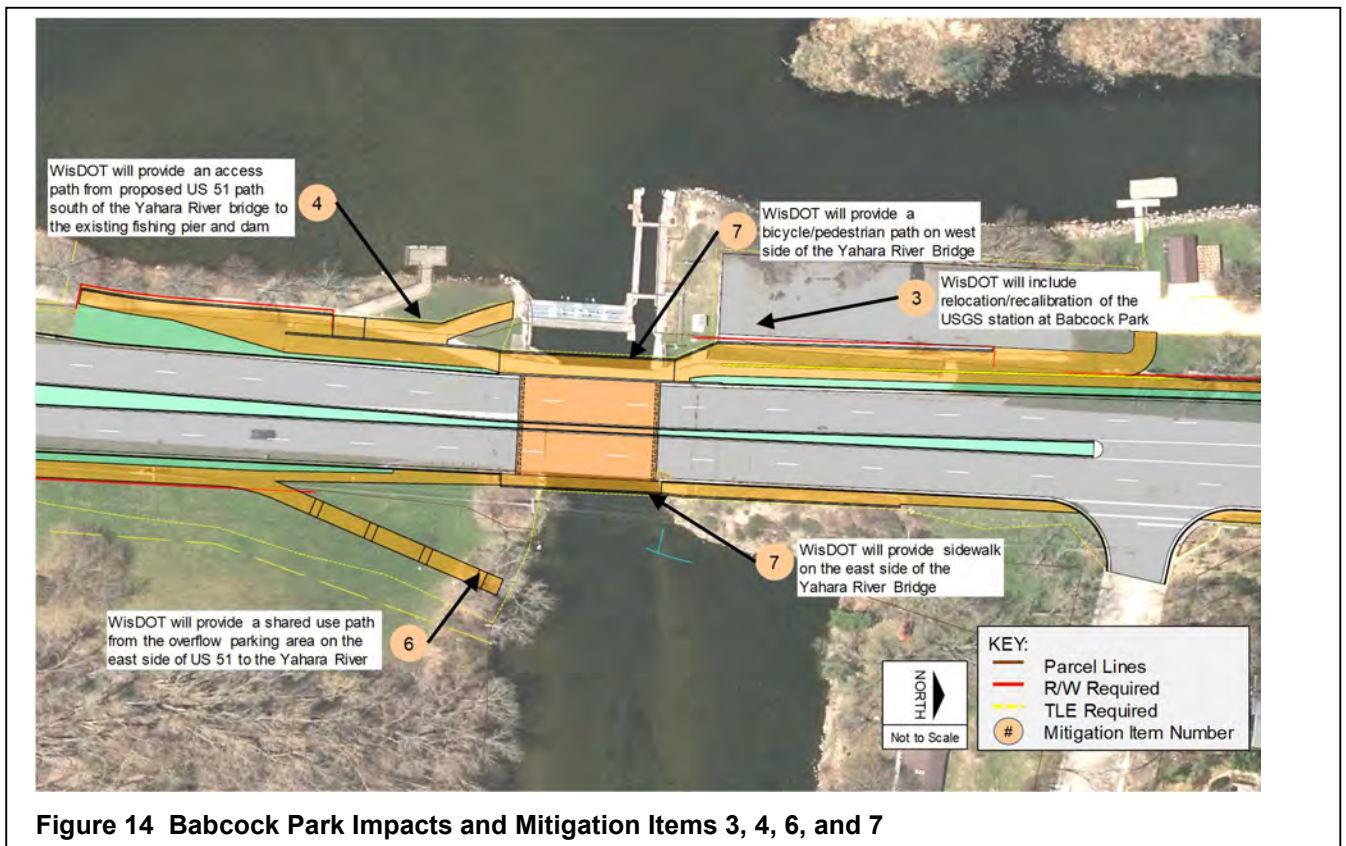 WisDOT will provide an access
path from proposed US 51 path
south of the Yahara River bridge to
the existing fishing pier and dam
4
7
WisDOT will provide a
bicycle/pedestrian path on west
side of the Yahara River Bridge
3
WisDOT will include
relocation/recalibration of the
USGS station at Babcock Park
7
WisDOT will provide sidewalk
on the east side of the
Yahara River Bridge
WisDOT will provide a shared use path
from the overflow parking area on the
east side of US 51 to the Yahara River
6
NORTH
Not to Scale
KEY:
Parcel Lines
R/W Required
TLE Required
# Mitigation Item Number
Figure 14 Babcock Park Impacts and Mitigation Items 3, 4, 6, and 7